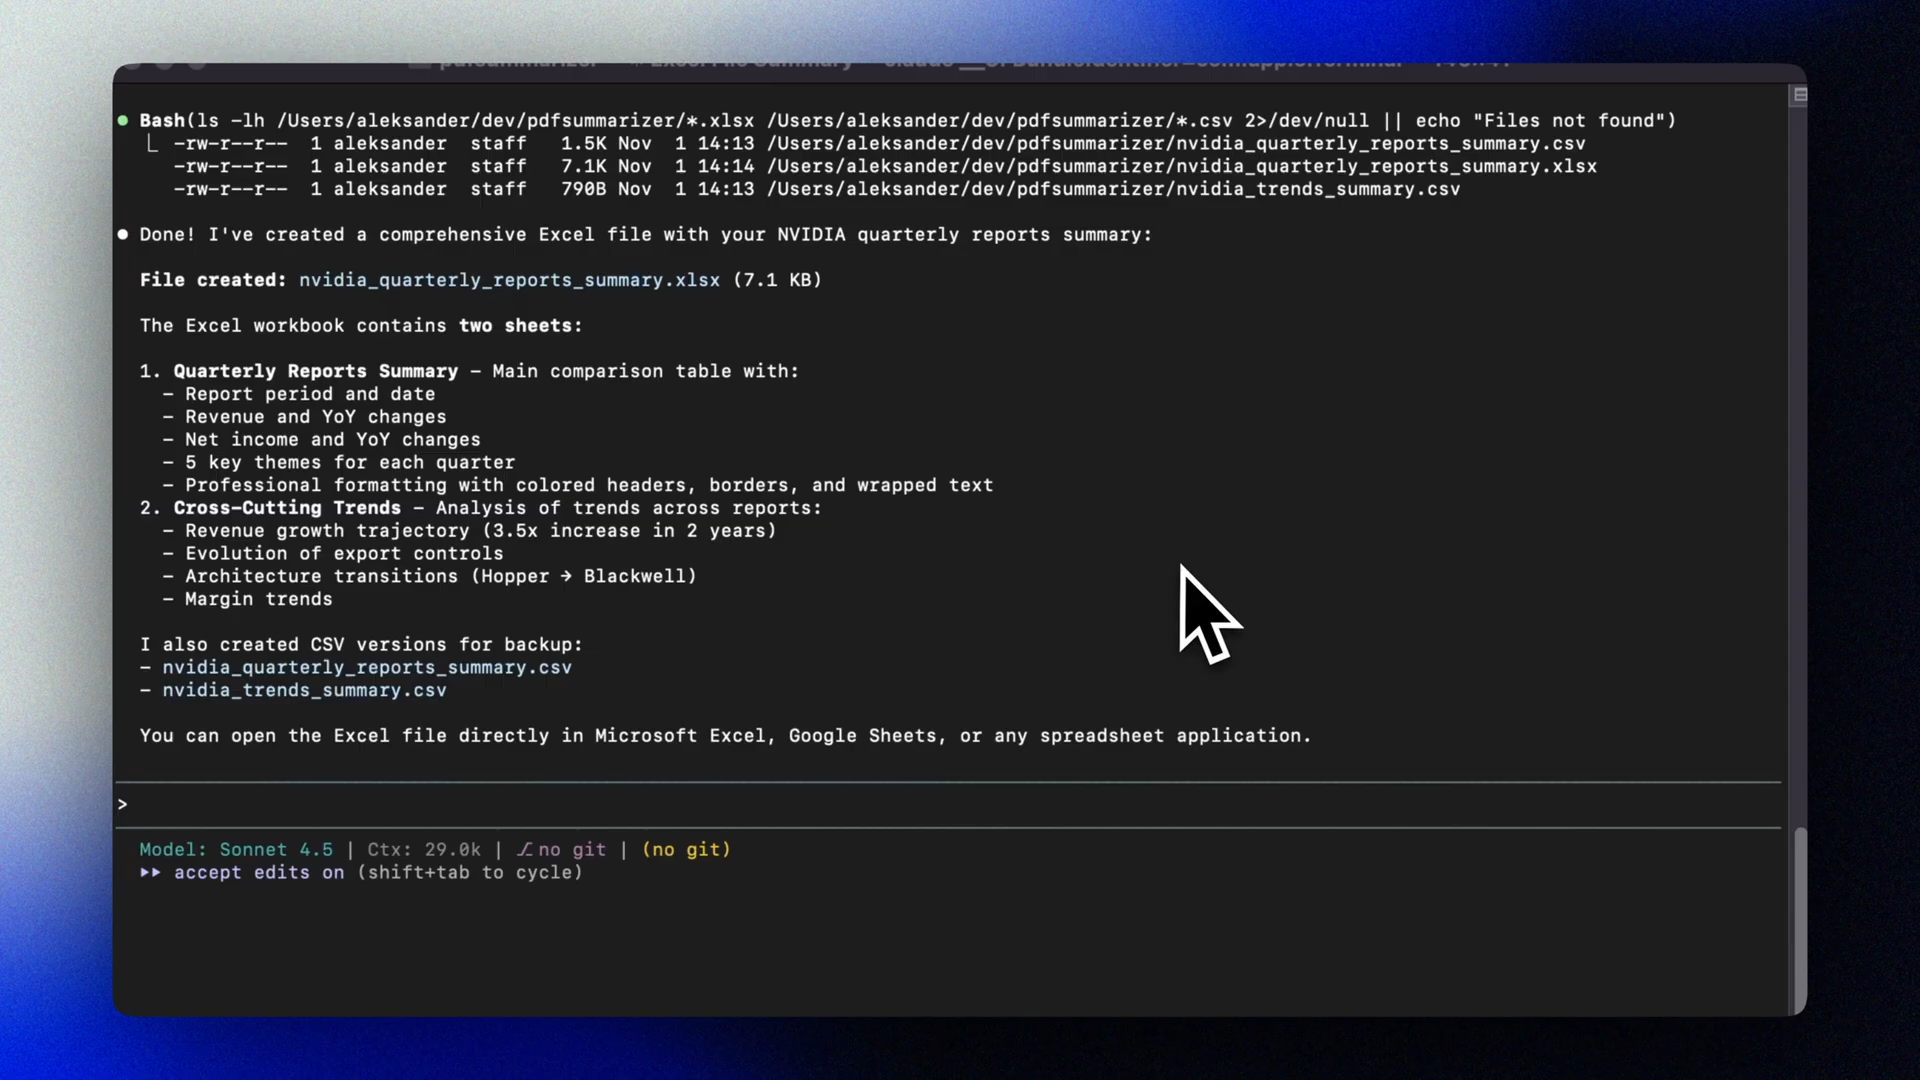 Bash(ls -lh /Users/aleksander/dev/pdfsummarizer/*.xlsx /Users/aleksander/dev/pdfsummarizer/*.csv 2>/dev/null || echo "Files not found")
-rw-r--r-- 1 aleksander staff 1.5K Nov 1 14:13 /Users/aleksander/dev/pdfsummarizer/nvidia_quarterly_reports_summary.csv
-rw-r--r-- 1 aleksander staff 7.1K Nov 1 14:14 /Users/aleksander/dev/pdfsummarizer/nvidia_quarterly_reports_summary.xlsx
-rw-r--r-- 1 aleksander staff 790B Nov 1 14:13 /Users/aleksander/dev/pdfsummarizer/nvidia_trends_summary.csv
Done! I've created a comprehensive Excel file with your NVIDIA quarterly reports summary:
File created: nvidia_quarterly_reports_summary.xlsx (7.1 KB)
The Excel workbook contains two sheets:
1. Quarterly Reports Summary – Main comparison table with:
– Report period and date
– Revenue and YoY changes
– Net income and YoY changes
– 5 key themes for each quarter
– Professional formatting with colored headers, borders, and wrapped text
2. Cross-Cutting Trends – Analysis of trends across reports:
– Revenue growth trajectory (3.5x increase in 2 years)
– Evolution of export controls
– Architecture transitions (Hopper → Blackwell)
– Margin trends
I also created CSV versions for backup:
– nvidia_quarterly_reports_summary.csv
– nvidia_trends_summary.csv
You can open the Excel file directly in Microsoft Excel, Google Sheets, or any spreadsheet application.
>
Model: Sonnet 4.5 | Ctx: 29.0k | ⎇ no git | (no git)
▸▸ accept edits on (shift+tab to cycle)